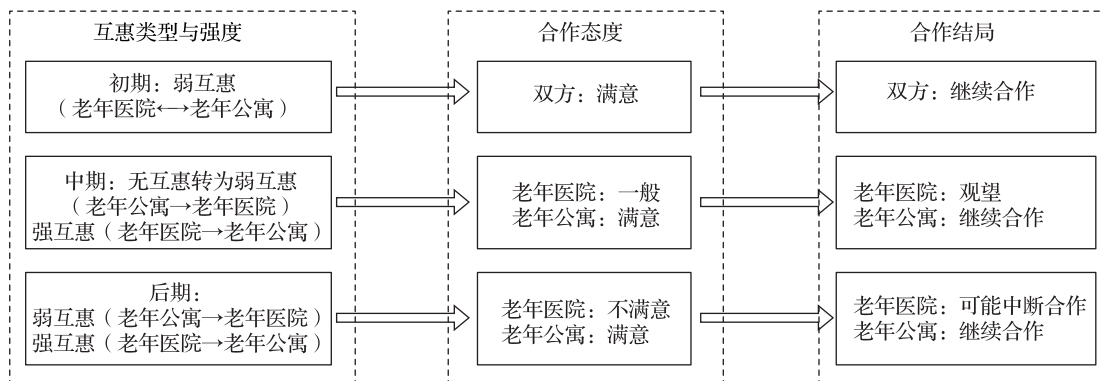 互惠类型与强度
合作态度
合作结局
初期：弱互惠
（老年医院←→老年公寓）
双方：满意
双方：继续合作
中期：无互惠转为弱互惠
（老年公寓→老年医院）
强互惠（老年医院→老年公寓）
老年医院：一般
老年公寓：满意
老年医院：观望
老年公寓：继续合作
后期：
弱互惠（老年公寓→老年医院）
强互惠（老年医院→老年公寓）
老年医院：不满意
老年公寓：满意
老年医院：可能中断合作
老年公寓：继续合作